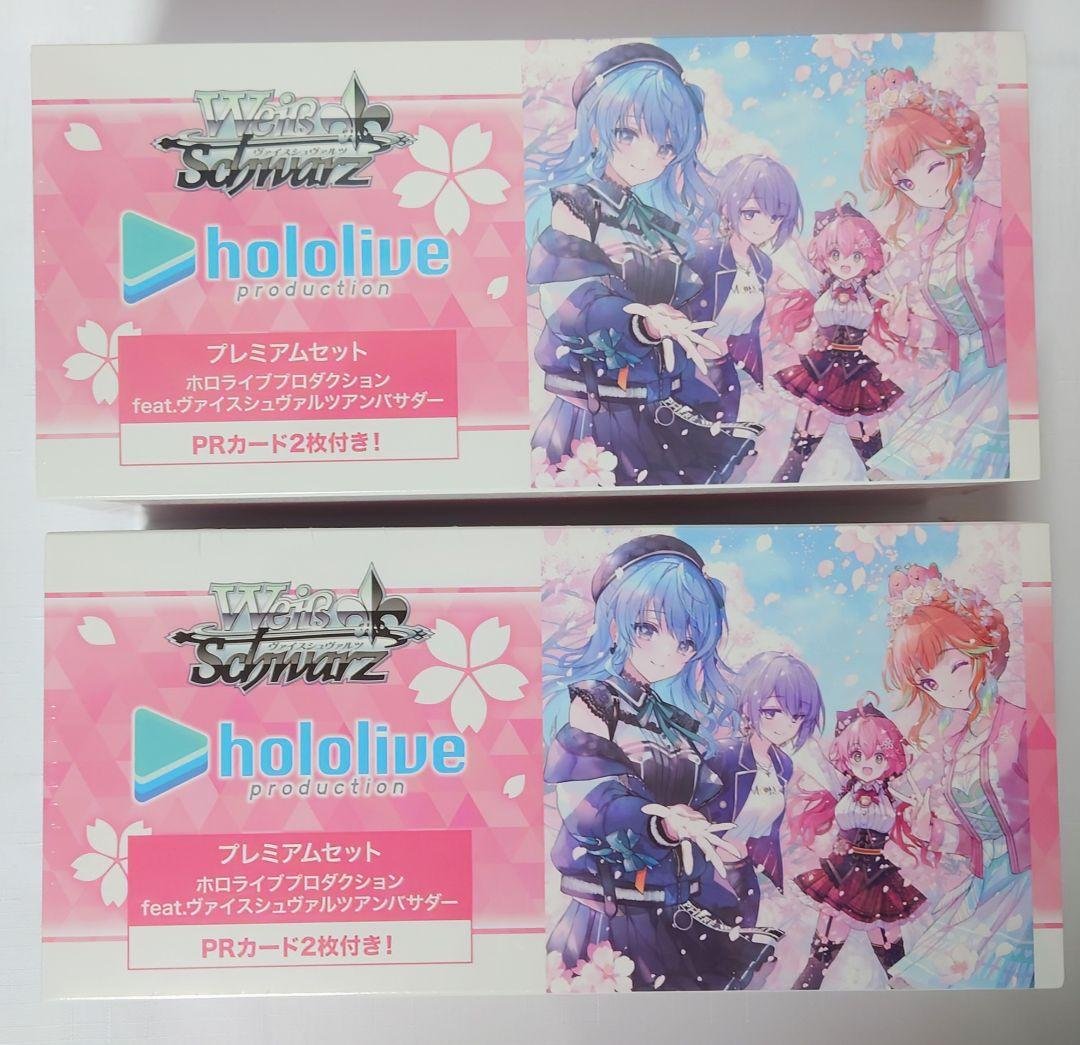 Weiß
ヴァイスシュヴァルツ
Schwarz
hololive
production
プレミアムセット
ホロライブプロダクション
feat.ヴァイスシュヴァルツアンバサダー
PRカード2枚付き!
Weiß
ヴァイスシュヴァルツ
Schwarz
hololive
production
プレミアムセット
ホロライブプロダクション
feat.ヴァイスシュヴァルツアンバサダー
PRカード2枚付き!